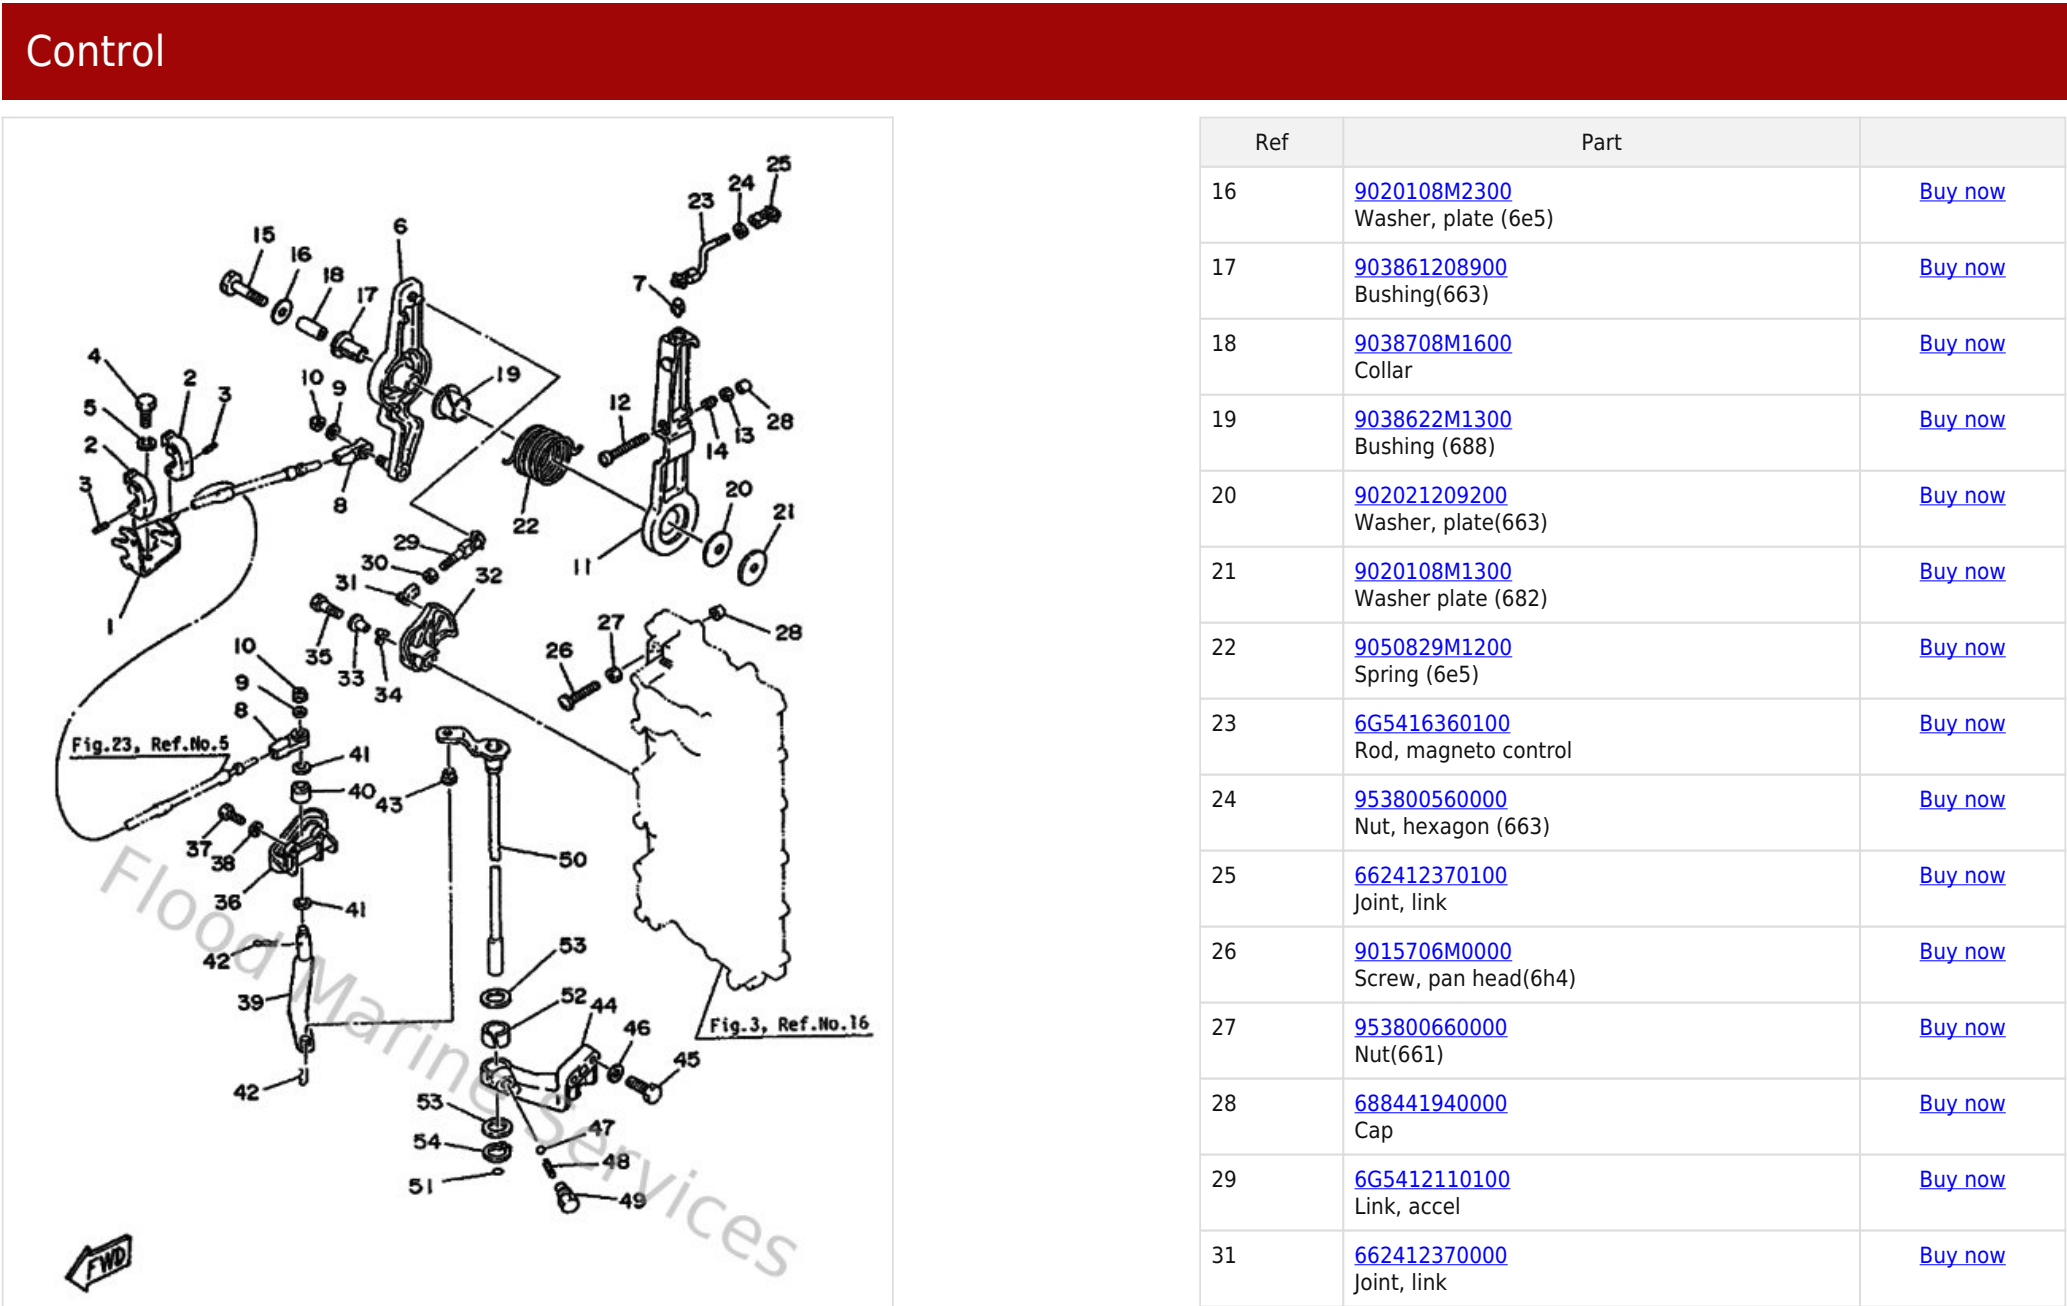 Control
25
24
23
6
15
16
18
7
17
4
2
10
9
19
3
5
12
28
13
2
14
3
8
20
22
21
29
11
30
32
31
1
27
28
35
26
10
33
34
9
8
Fig.23, Ref.No.5
41
40
43
37
38
50
36
41
42
53
39
52
44
Fig.3, Ref.No.16
46
45
42
53
47
54
48
51
49
FWD
Flood Marine Services
Ref Part
16 9020108M2300 Buy now
Washer, plate (6e5)
17 903861208900 Buy now
Bushing(663)
18 9038708M1600 Buy now
Collar
19 9038622M1300 Buy now
Bushing (688)
20 902021209200 Buy now
Washer, plate(663)
21 9020108M1300 Buy now
Washer plate (682)
22 9050829M1200 Buy now
Spring (6e5)
23 6G5416360100 Buy now
Rod, magneto control
24 953800560000 Buy now
Nut, hexagon (663)
25 662412370100 Buy now
Joint, link
26 9015706M0000 Buy now
Screw, pan head(6h4)
27 953800660000 Buy now
Nut(661)
28 688441940000 Buy now
Cap
29 6G5412110100 Buy now
Link, accel
31 662412370000 Buy now
Joint, link